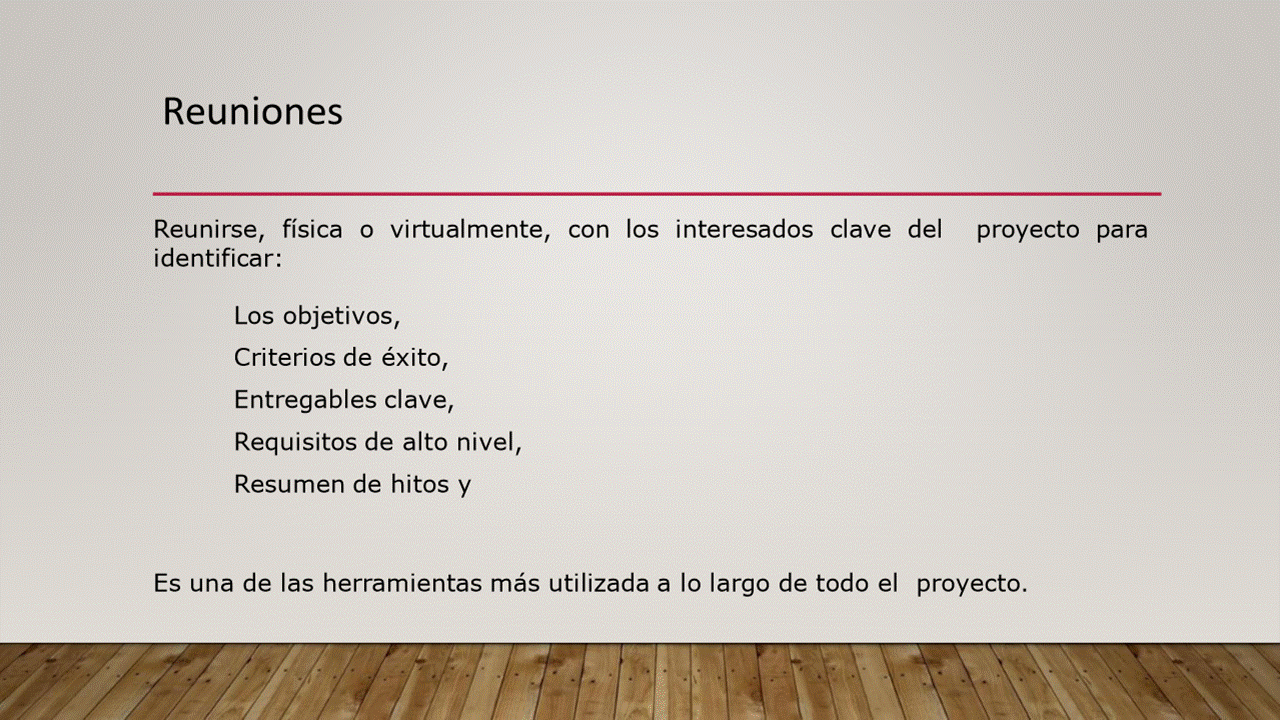 Reuniones
Reunirse, física o virtualmente, con los interesados clave del proyecto para
identificar:
Los objetivos,
Criterios de éxito,
Entregables clave,
Requisitos de alto nivel,
Resumen de hitos y
Es una de las herramientas más utilizada a lo largo de todo el proyecto.